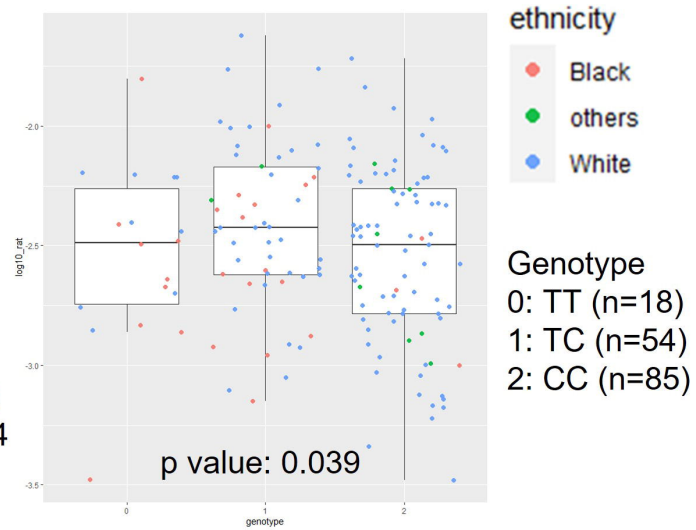 ethnicity
Black
others
White
-2.0
-2.5
-3.0
-3.5
log10_rat
0
1
2
genotype
p value: 0.039
4
Genotype
0: TT (n=18)
1: TC (n=54)
2: CC (n=85)